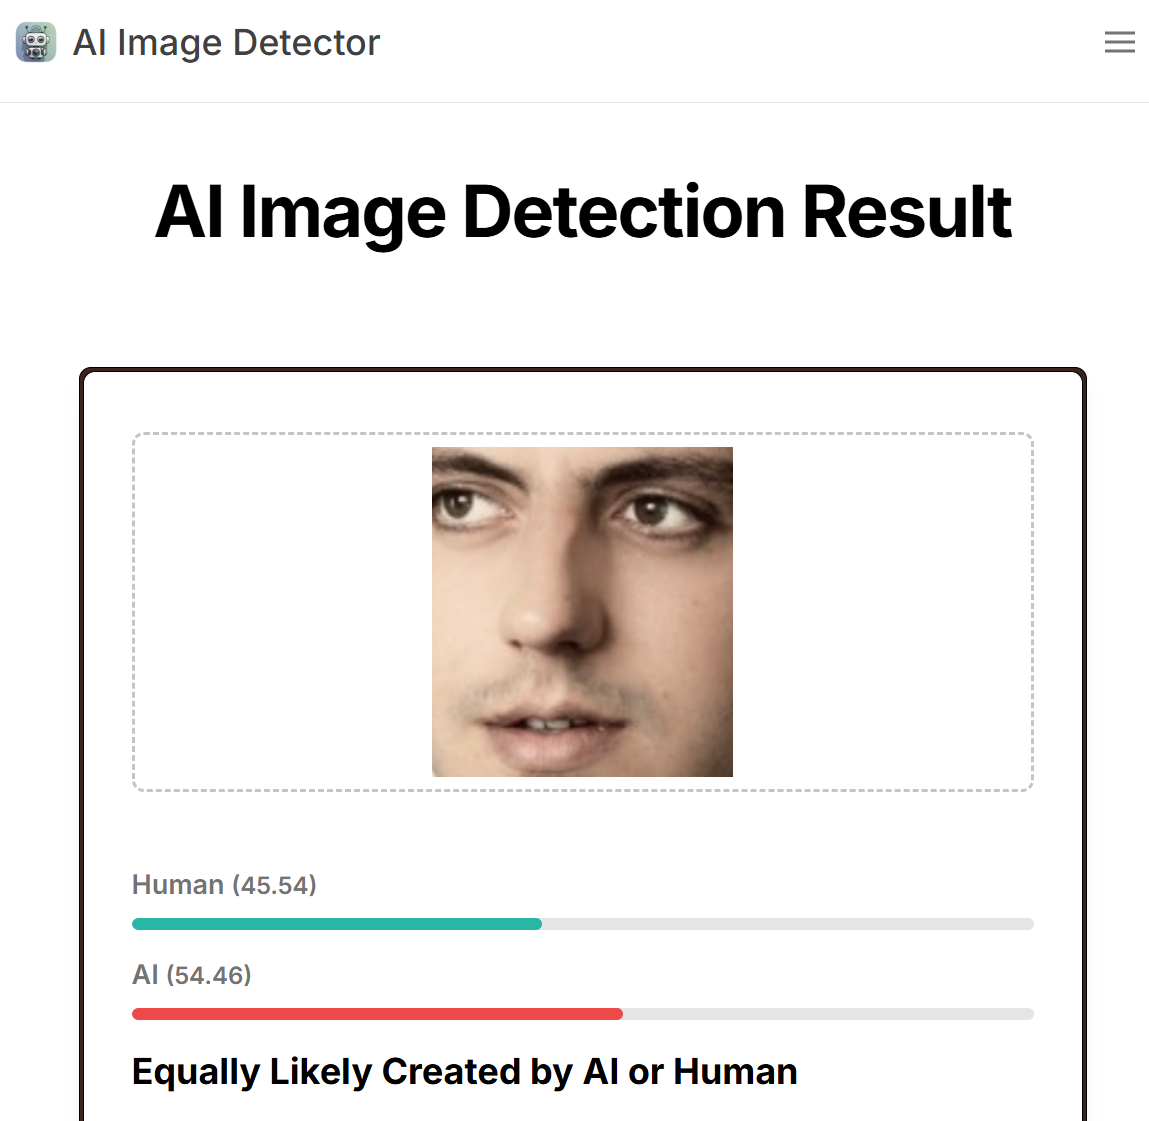 AI Image Detector
AI Image Detection Result
Human (45.54)
AI (54.46)
Equally Likely Created by AI or Human